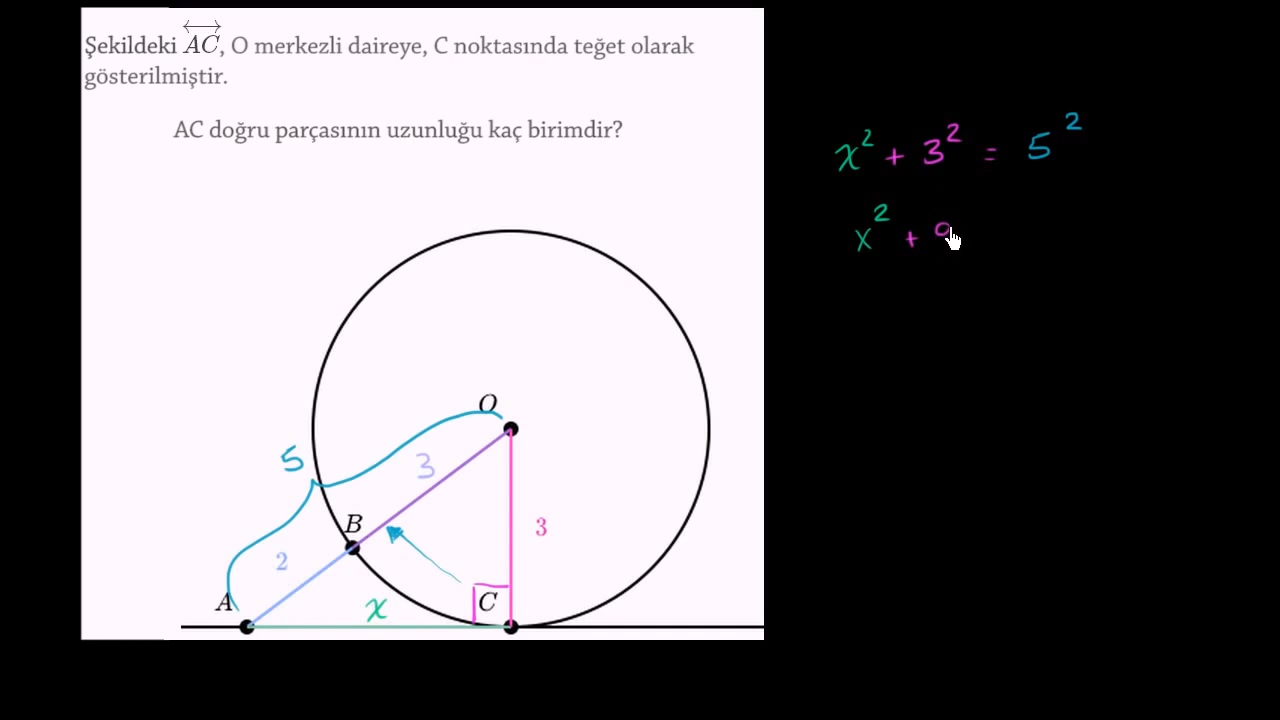 Şekildeki AC, O merkezli daireye, C noktasında teğet olarak
gösterilmiştir.
AC doğru parçasının uzunluğu kaç birimdir?
x² + 3² = 5²
x² + 9
O
5
3
B
3
2
A
x
C